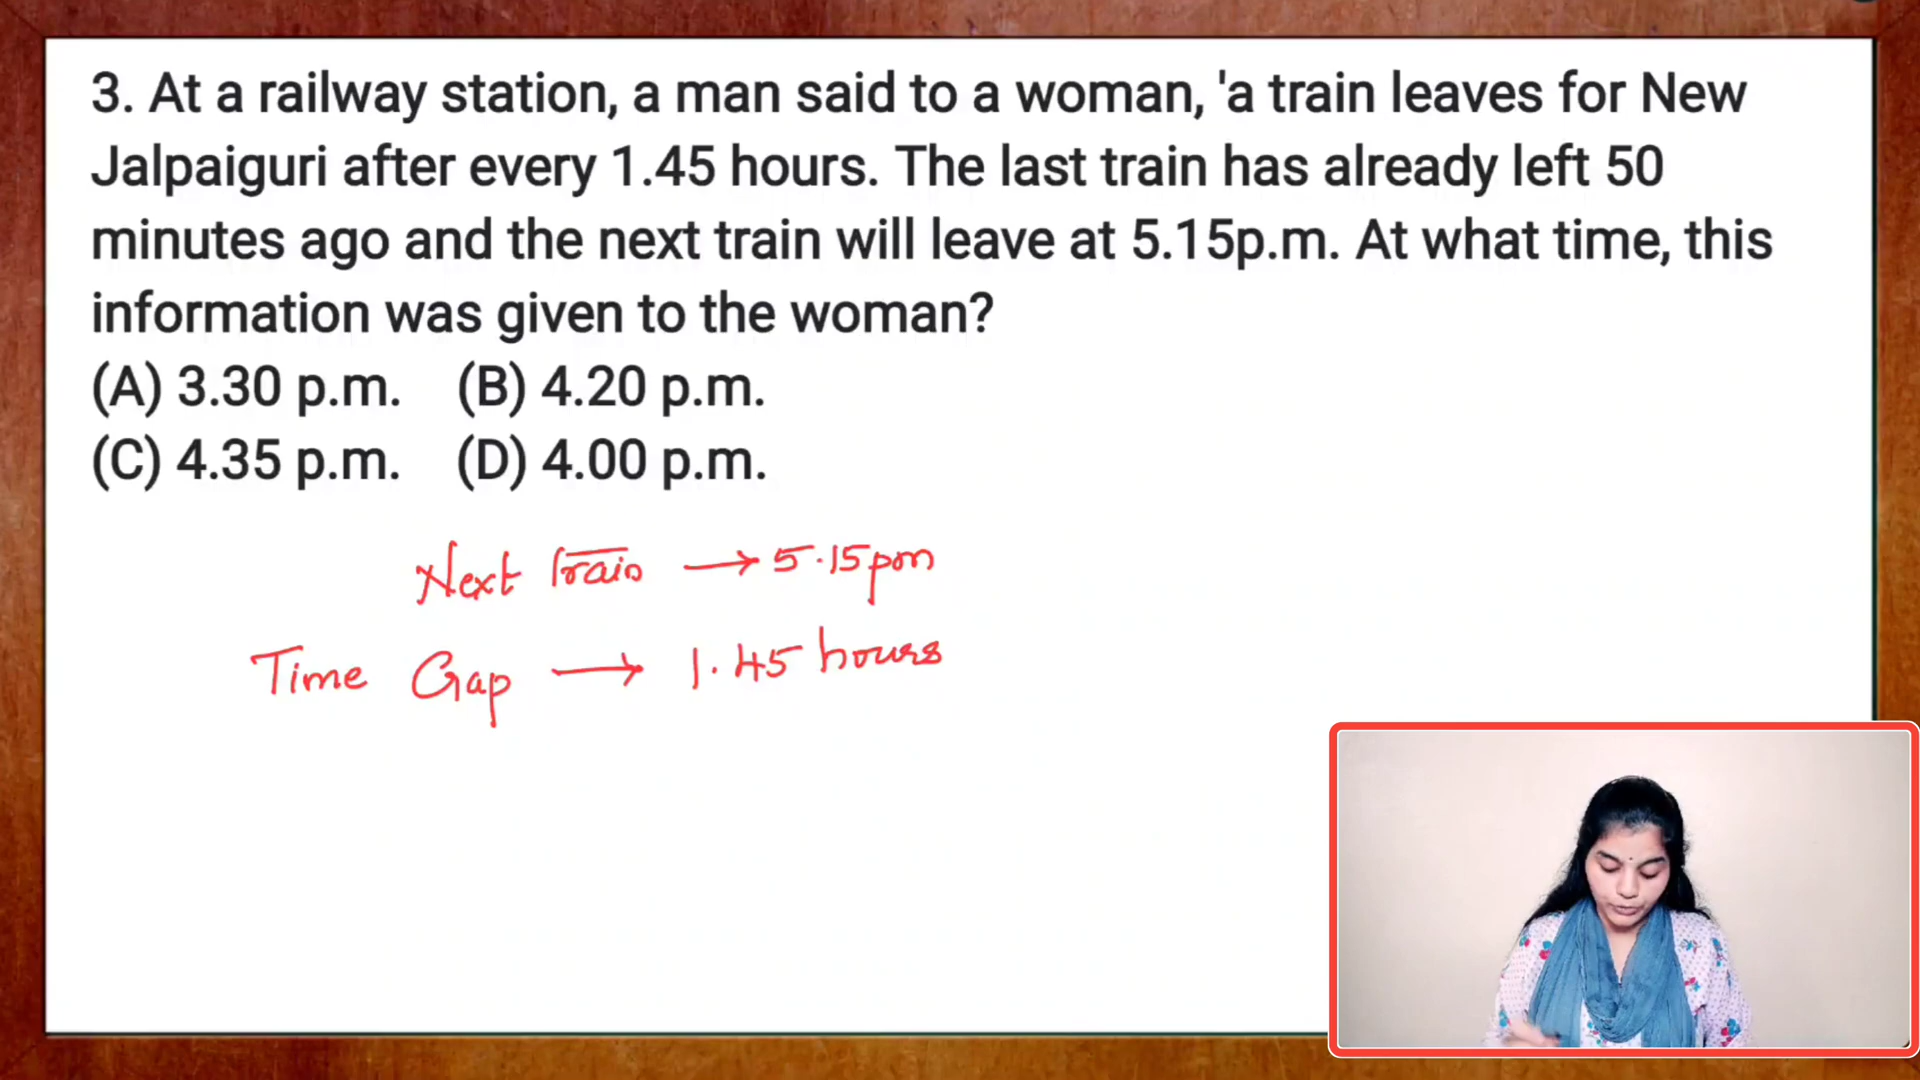 3. At a railway station, a man said to a woman, 'a train leaves for New
Jalpaiguri after every 1.45 hours. The last train has already left 50
minutes ago and the next train will leave at 5.15p.m. At what time, this
information was given to the woman?
(A) 3.30 p.m. (B) 4.20 p.m.
(C) 4.35 p.m. (D) 4.00 p.m.
Next Train → 5.15pm
Time Gap → 1.45 hours